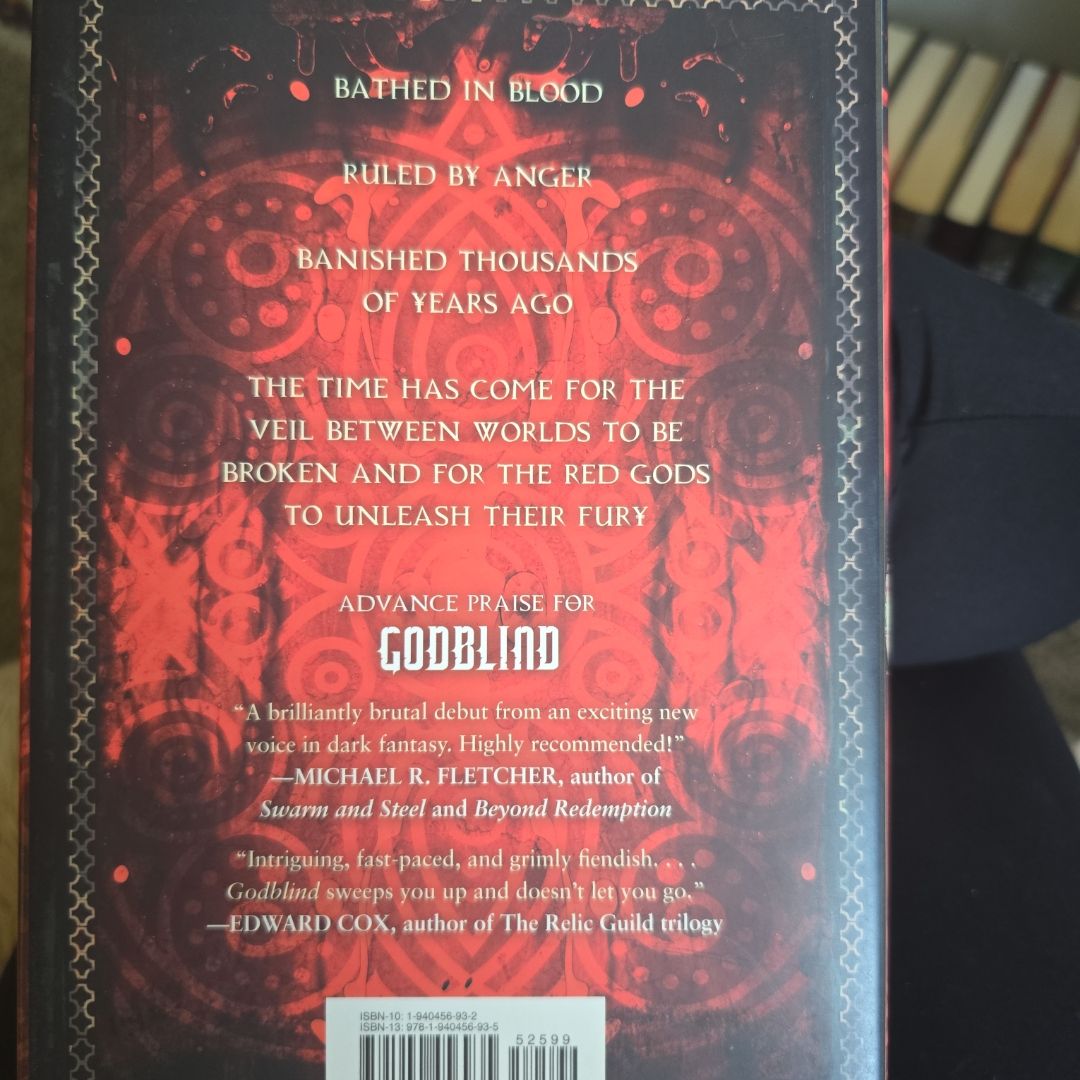 BATHED IN BLOOD
RULED BY ANGER
BANISHED THOUSANDS
OF YEARS AGO
THE TIME HAS COME FOR THE
VEIL BETWEEN WORLDS TO BE
BROKEN AND FOR THE RED GODS
TO UNLEASH THEIR FURY
ADVANCE PRAISE FOR
GODBLIND
“A brilliantly brutal debut from an exciting new
voice in dark fantasy. Highly recommended!”
—MICHAEL R. FLETCHER, author of
Swarm and Steel and Beyond Redemption
“Intriguing, fast-paced, and grimly fiendish. . . .
Godblind sweeps you up and doesn’t let you go.”
—EDWARD COX, author of The Relic Guild trilogy
ISBN-10: 1-940456-93-2
ISBN-13: 978-1-940456-93-5
52599